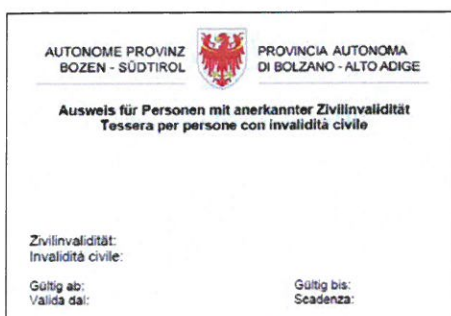 AUTONOME PROVINZ
BOZEN - SÜDTIROL
PROVINCIA AUTONOMA
DI BOLZANO - ALTO ADIGE
Ausweis für Personen mit anerkannter Zivilinvalidität
Tessera per persone con invalidità civile
Zivilinvalidität:
Invalidità civile:
Gültig ab:
Valida dal:
Gültig bis:
Scadenza: